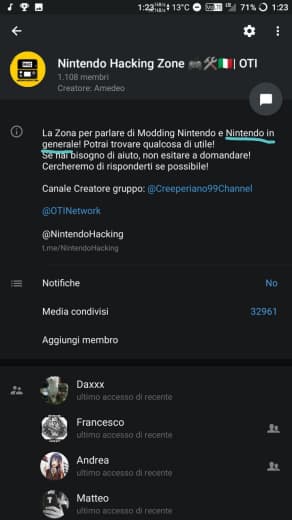 1:23 13°C 71% 1:23
Nintendo Hacking Zone 🎮🛠🇮🇹| OTI
1.108 membri
Creatore: Amedeo
La Zona per parlare di Modding Nintendo e Nintendo in
generale! Potrai trovare qualcosa di utile!
Se hai bisogno di aiuto, non esitare a domandare!
Cercheremo di risponderti se possibile!
Canale Creatore gruppo: @Creeperiano99Channel
@OTINetwork
@NintendoHacking
t.me/NintendoHacking
Notifiche No
Media condivisi 32961
Aggiungi membro
Daxxx
ultimo accesso di recente
Francesco
ultimo accesso di recente
Andrea
ultimo accesso di recente
Matteo
ultimo accesso di recente